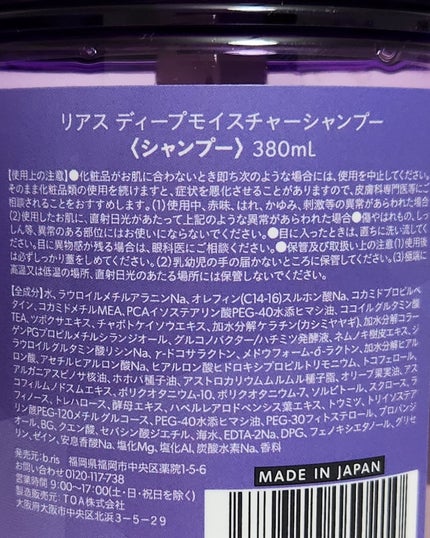 リアス ディープモイスチャーシャンプー
〈シャンプー〉 380mL
【使用上の注意】●化粧品がお肌に合わないとき即ち次のような場合には、使用を中止してください。
そのまま化粧品類の使用を続けますと、症状を悪化させることがありますので、皮膚科専門医等にご
相談されることをおすすめします。(1)使用中、赤味、はれ、かゆみ、刺激等の異常があらわれた場合
(2)使用したお肌に、直射日光があたって上記のような異常があらわれた場合●傷やはれもの、しっ
しん等、異常のある部位にはお使いにならないでください。●目に入ったときは、直ちに洗い流してく
ださい。目に異物感が残る場合は、眼科医にご相談ください。●保管及び取扱い上の注意(1)使用後
は必ずしっかり蓋をしめてください。(2)乳幼児の手の届かないところに保管してください。(3)極端に
高温又は低温の場所、直射日光のあたる場所には保管しないでください。
【全成分】水、ラウロイルメチルアラニンNa、オレフィン(C14-16)スルホン酸Na、コカミドプロピルベ
タイン、コカミドメチルMEA、PCAイソステアリン酸PEG-40水添ヒマシ油、ココイルグルタミン酸
TEA、ツボクサエキス、チャボトケイソウエキス、加水分解ケラチン(カシミヤヤギ)、加水分解コラー
ゲンPGプロピルメチルシランジオール、グルコノバクター/ハチミツ発酵液、ネムノキ樹皮エキス、ジ
ラウロイルグルタミン酸リシンNa、γ-ドコサラクトン、メドウフォーム-δ-ラクトン、加水分解ヒアル
ロン酸、アセチルヒアルロン酸Na、ヒアルロン酸ヒドロキシプロピルトリモニウム、トコフェロール、
アルガニアスピノサ核油、ホホバ種子油、アストロカリウムムルムル種子脂、オリーブ果実油、アス
コフィルムノドスムエキス、ポリクオタニウム-10、ポリクオタニウム-7、ソルビトール、スクロース、ラ
フィノース、トレハロース、酵母エキス、ハベルレアロドペンシス葉エキス、トウミツ、トリイソステア
リン酸PEG-120メチルグルコース、PEG-40水添ヒマシ油、PEG-30フィトステロール、プロパンジ
オール、BG、クエン酸、セバシン酸ジエチル、海水、EDTA-2Na、DPG、フェノキシエタノール、グリセ
リン、ゼイン、安息香酸Na、塩化Mg、塩化Al、炭酸水素Na、香料
発売元:b.ris 福岡県福岡市中央区薬院1-5-6
お問い合わせ 0120-117-738
営業時間 9:00〜17:00(土・日・祝日を除く)
製造販売元:TOA株式会社
大阪府大阪市中央区北浜3-5-29
MADE IN JAPAN